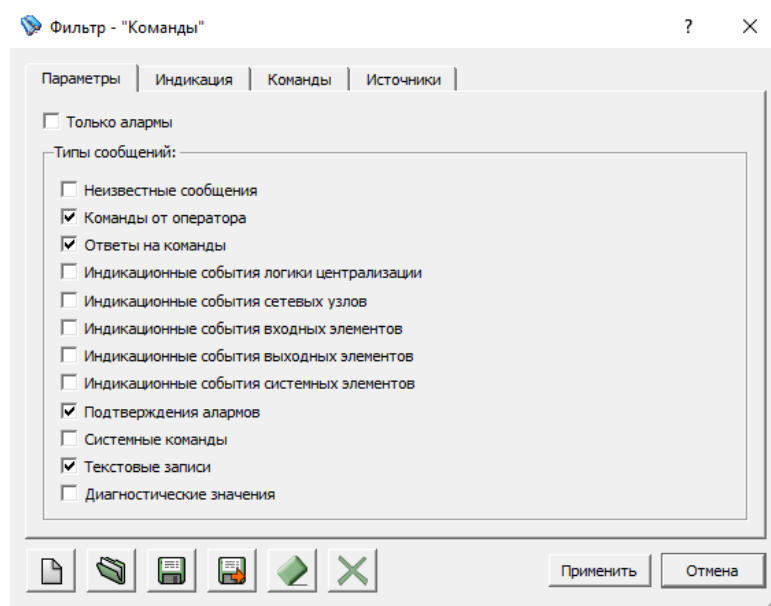 Фильтр - "Команды"
?
Параметры
Индикация
Команды
Источники
Только алармы
Типы сообщений:
Неизвестные сообщения
Команды от оператора
Ответы на команды
Индикационные события логики централизации
Индикационные события сетевых узлов
Индикационные события входных элементов
Индикационные события выходных элементов
Индикационные события системных элементов
Подтверждения алармов
Системные команды
Текстовые записи
Диагностические значения
Применить
Отмена